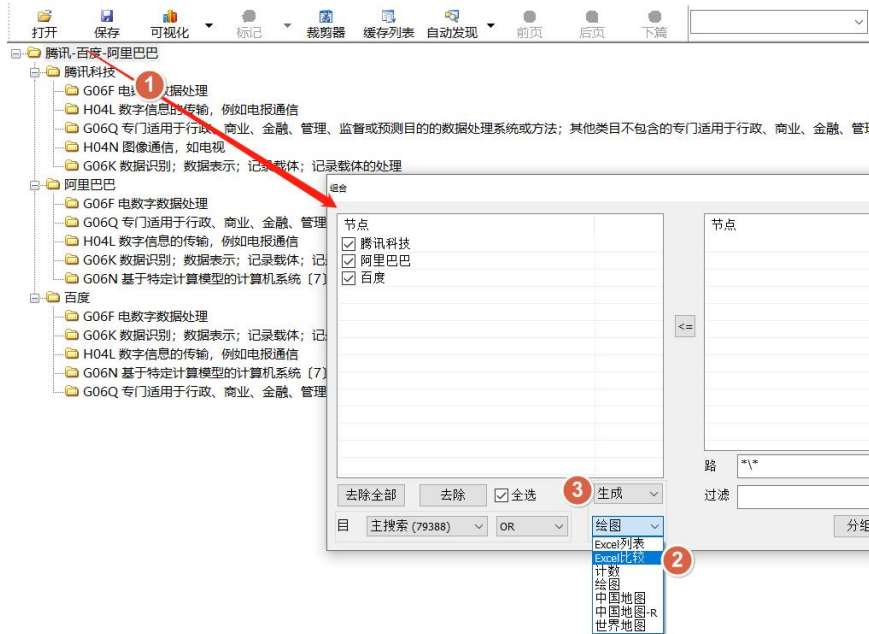 打开 保存 可视化 标记 裁剪器 缓存列表 自动发现 前页 后页 下篇
腾讯-百度-阿里巴巴
腾讯科技
1
G06F 电数字数据处理
H04L 数字信息的传输，例如电报通信
G06Q 专门适用于行政、商业、金融、管理、监督或预测目的的数据处理系统或方法；其他类目不包含的专门适用于行政、商业、金融、管理
H04N 图像通信，如电视
G06K 数据识别；数据表示；记录载体；记录载体的处理
阿里巴巴
G06F 电数字数据处理
G06Q 专门适用于行政、商业、金融、管理
H04L 数字信息的传输，例如电报通信
G06K 数据识别；数据表示；记录载体；记
G06N 基于特定计算模型的计算机系统〔7〕
百度
G06F 电数字数据处理
G06K 数据识别；数据表示；记录载体；记
H04L 数字信息的传输，例如电报通信
G06N 基于特定计算模型的计算机系统〔7〕
G06Q 专门适用于行政、商业、金融、管理
组合
节点
腾讯科技
阿里巴巴
百度
节点
<=
路 *\*
去除全部 去除 全选 3 生成 过滤
目 主搜索 (79388) OR 绘图 分组
Excel列表
Excel比较 2
计数
绘图
中国地图
中国地图-R
世界地图